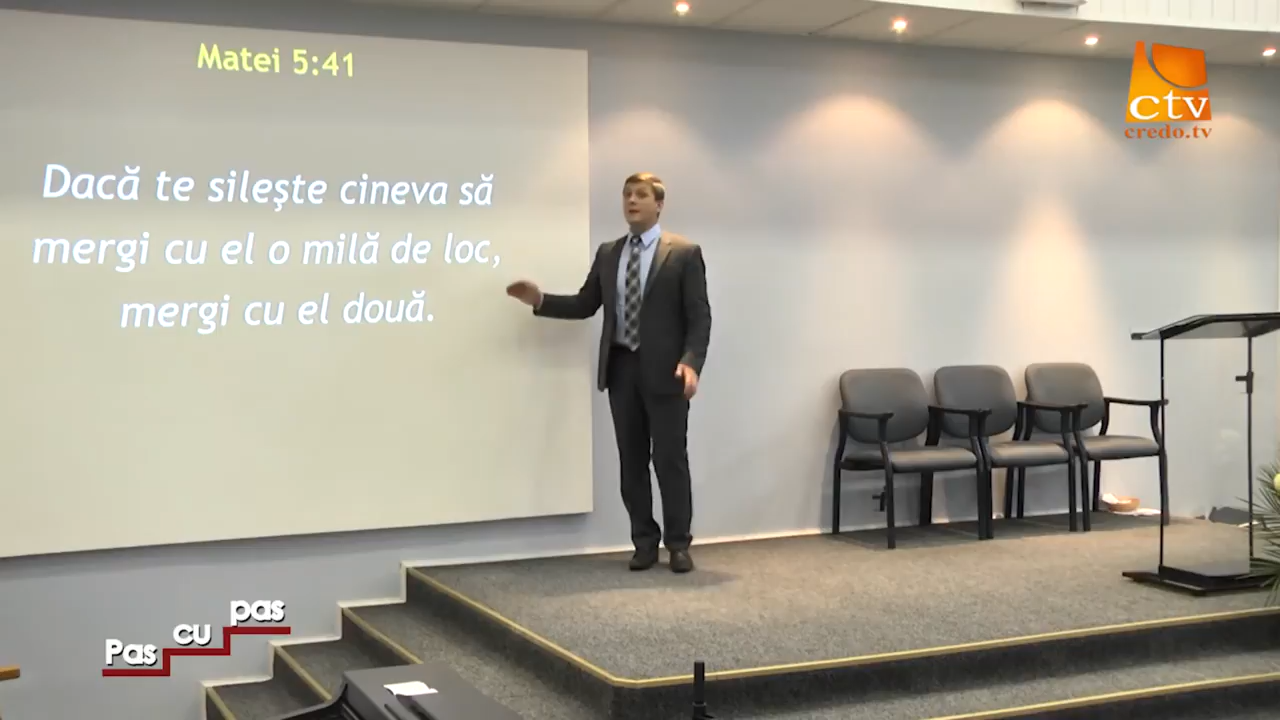 Matei 5:41
Dacă te sileşte cineva să
mergi cu el o milă de loc,
mergi cu el două.
ctv
credo.tv
Pas cu pas